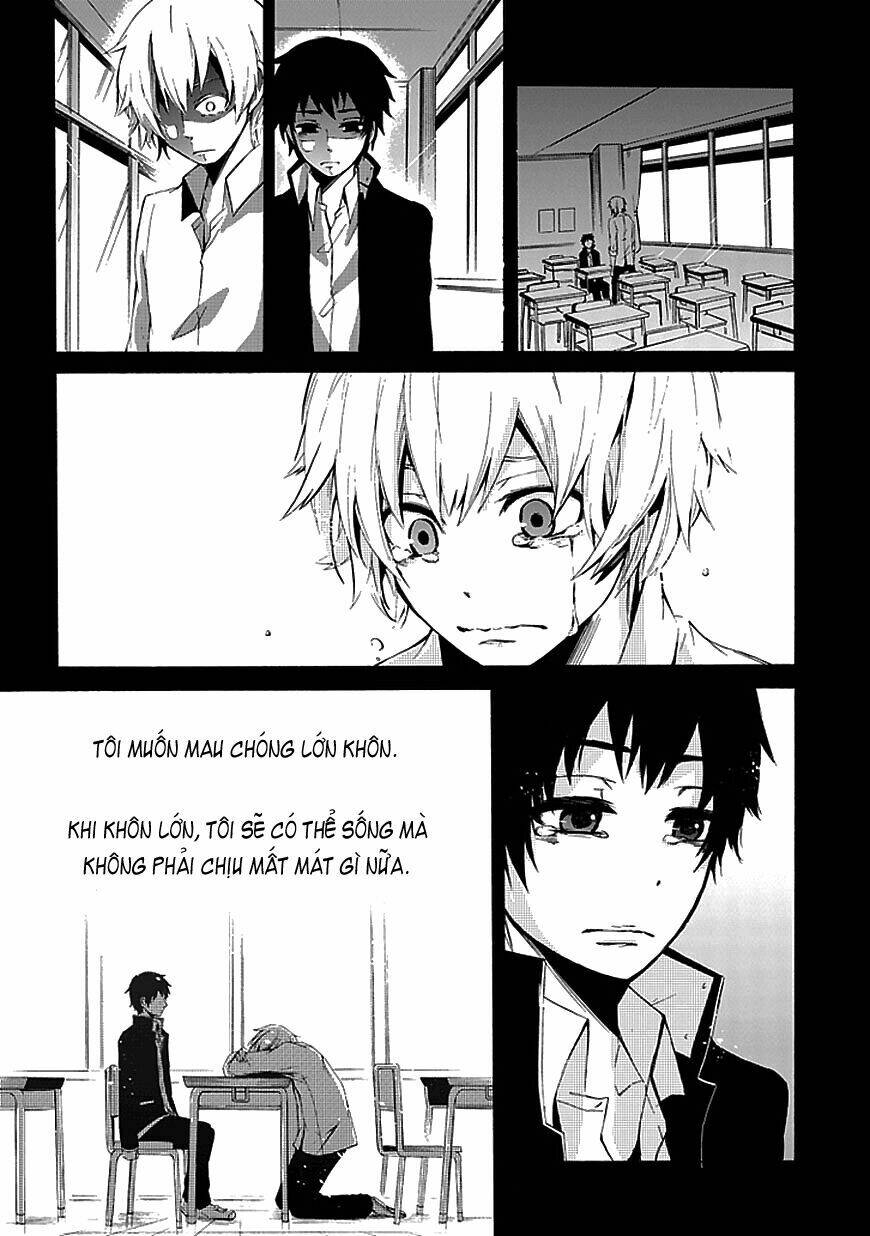 TÔI MUỐN MAU CHÓNG LỚN KHÔN.
KHI KHÔN LỚN, TÔI SẼ CÓ THỂ SỐNG MÀ
KHÔNG PHẢI CHỊU MẤT MÁT GÌ NỮA.